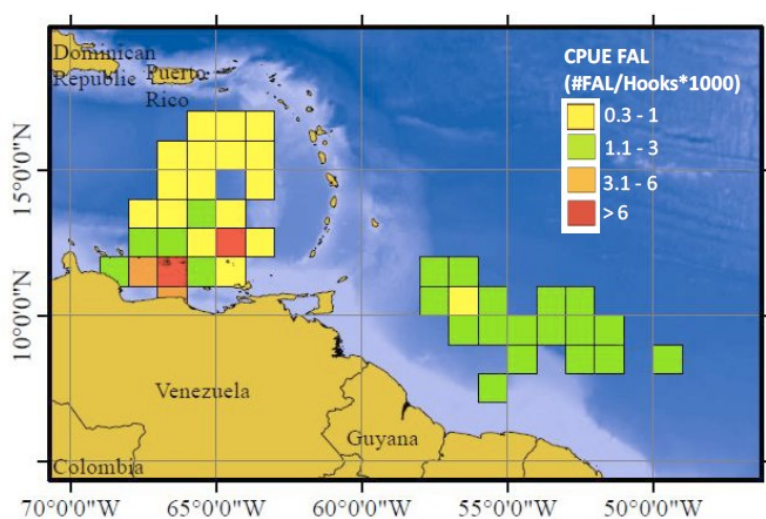 Dominican
Republic
Puerto
Rico
CPUE FAL
(#FAL/Hooks*1000)
0.3 - 1
1.1 - 3
3.1 - 6
> 6
15°0'0"N
10°0'0"N
Venezuela
Guyana
Colombia
70°0'0"W
65°0'0"W
60°0'0"W
55°0'0"W
50°0'0"W